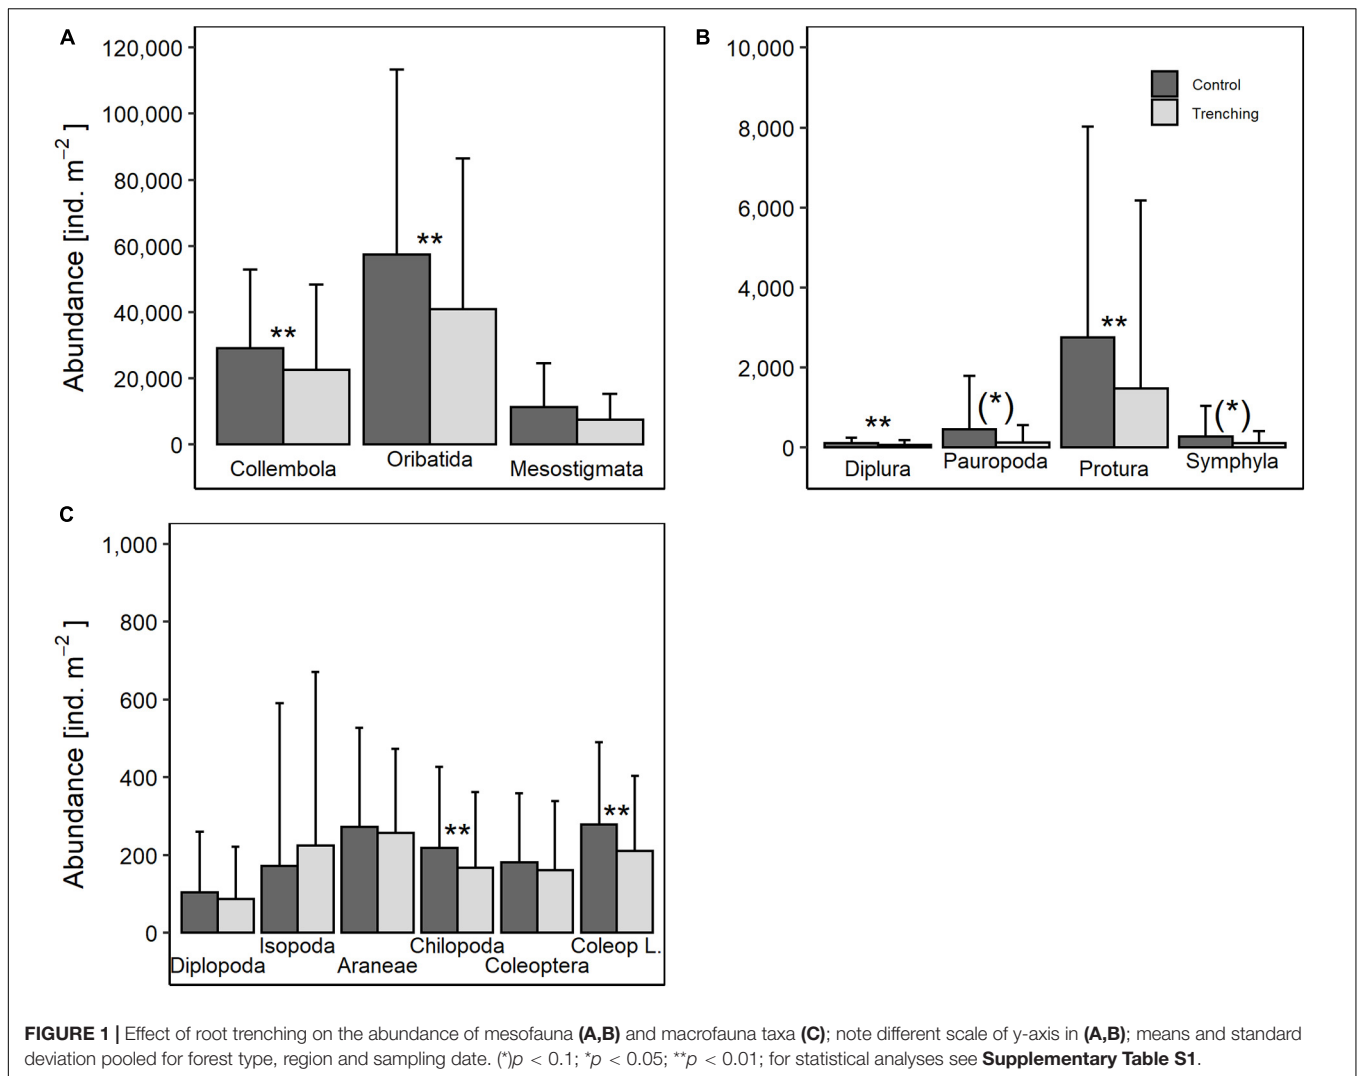 A
120,000
100,000
80,000
60,000
40,000
20,000
0
Abundance [ind. m⁻² ]
**
**
Collembola
Oribatida
Mesostigmata
B
10,000
8,000
6,000
4,000
2,000
0
Control
Trenching
**
(*)
**
(*)
Diplura
Pauropoda
Protura
Symphyla
C
1,000
800
600
400
200
0
Abundance [ind. m⁻² ]
**
**
Isopoda
Chilopoda
Coleop L.
Diplopoda
Araneae
Coleoptera
FIGURE 1 | Effect of root trenching on the abundance of mesofauna (A,B) and macrofauna taxa (C); note different scale of y-axis in (A,B); means and standard
deviation pooled for forest type, region and sampling date. (*)p < 0.1; *p < 0.05; **p < 0.01; for statistical analyses see Supplementary Table S1.